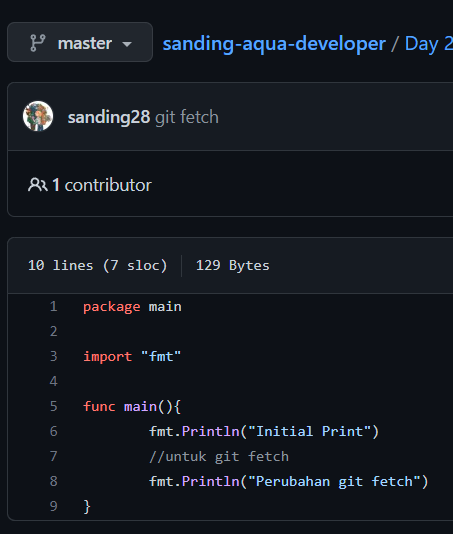 master sanding-aqua-developer / Day 2
sanding28 git fetch
1 contributor
10 lines (7 sloc) 129 Bytes
1 package main
2
3 import "fmt"
4
5 func main(){
6 fmt.Println("Initial Print")
7 //untuk git fetch
8 fmt.Println("Perubahan git fetch")
9 }